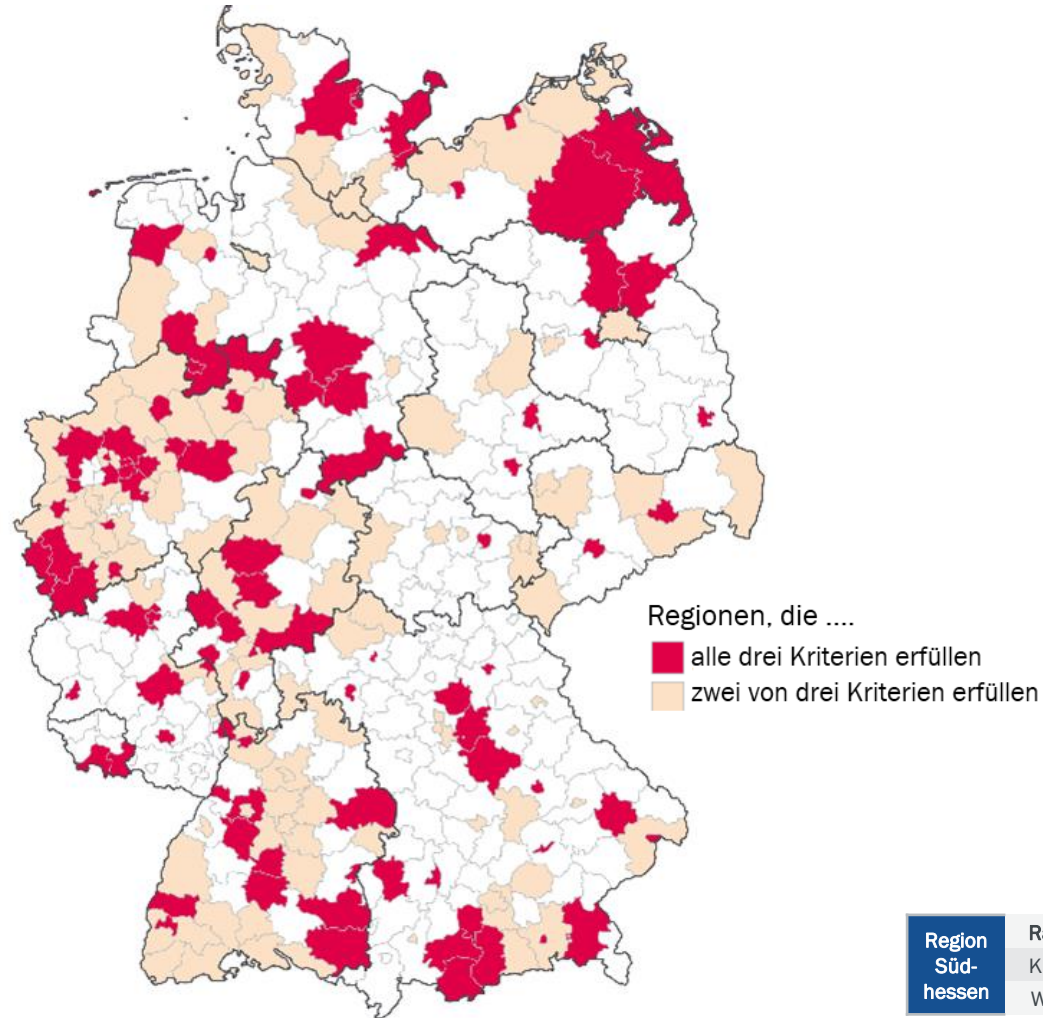 Regionen, die ....
alle drei Kriterien erfüllen
zwei von drei Kriterien erfüllen
Region
Süd-
hessen